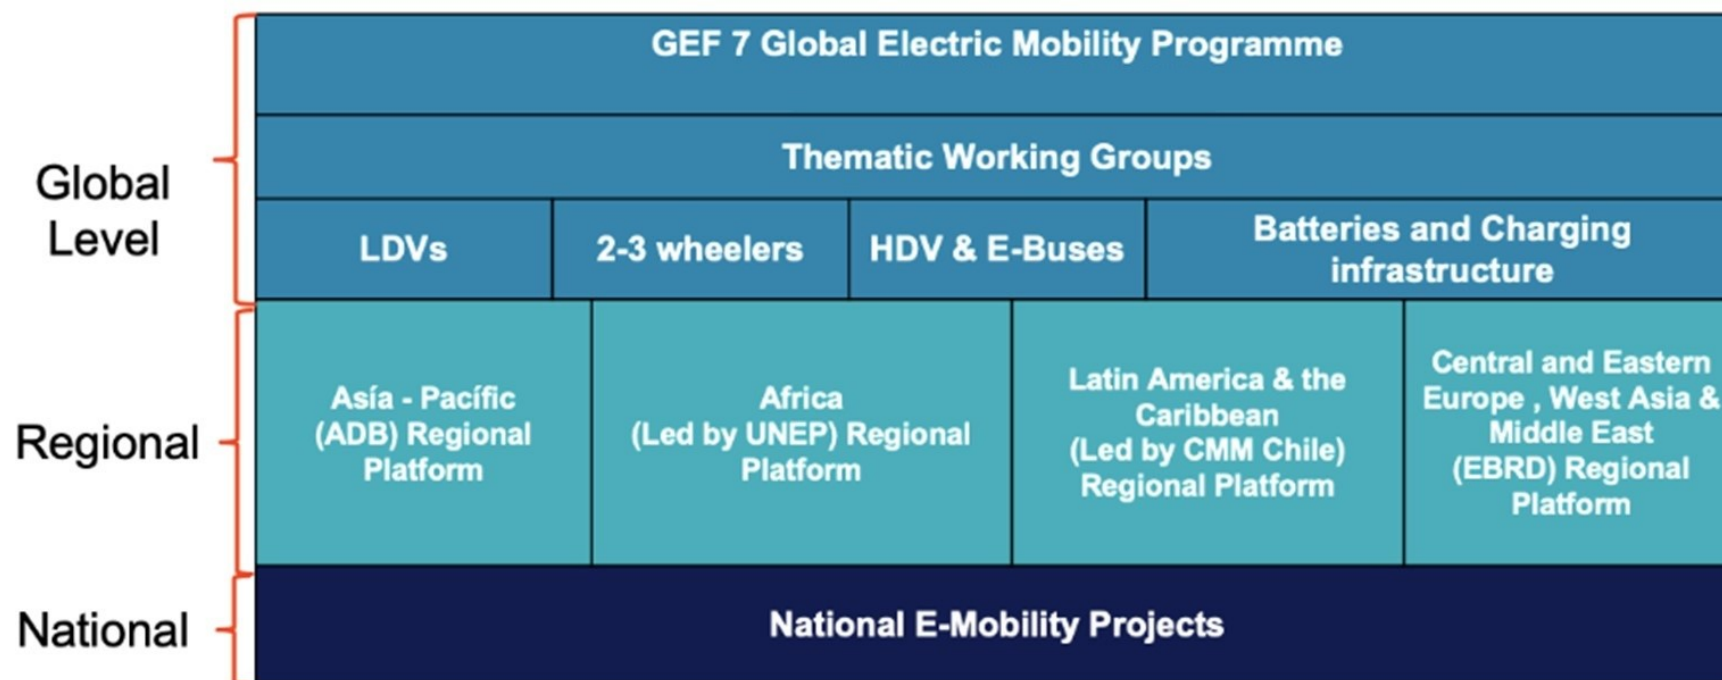 GEF 7 Global Electric Mobility Programme
Thematic Working Groups
Global
Level
LDVs
2-3 wheelers
HDV & E-Buses
Batteries and Charging
infrastructure
Regional
Asía - Pacífic
(ADB) Regional
Platform
Africa
(Led by UNEP) Regional
Platform
Latin America & the
Caribbean
(Led by CMM Chile)
Regional Platform
Central and Eastern
Europe , West Asia &
Middle East
(EBRD) Regional
Platform
National
National E-Mobility Projects